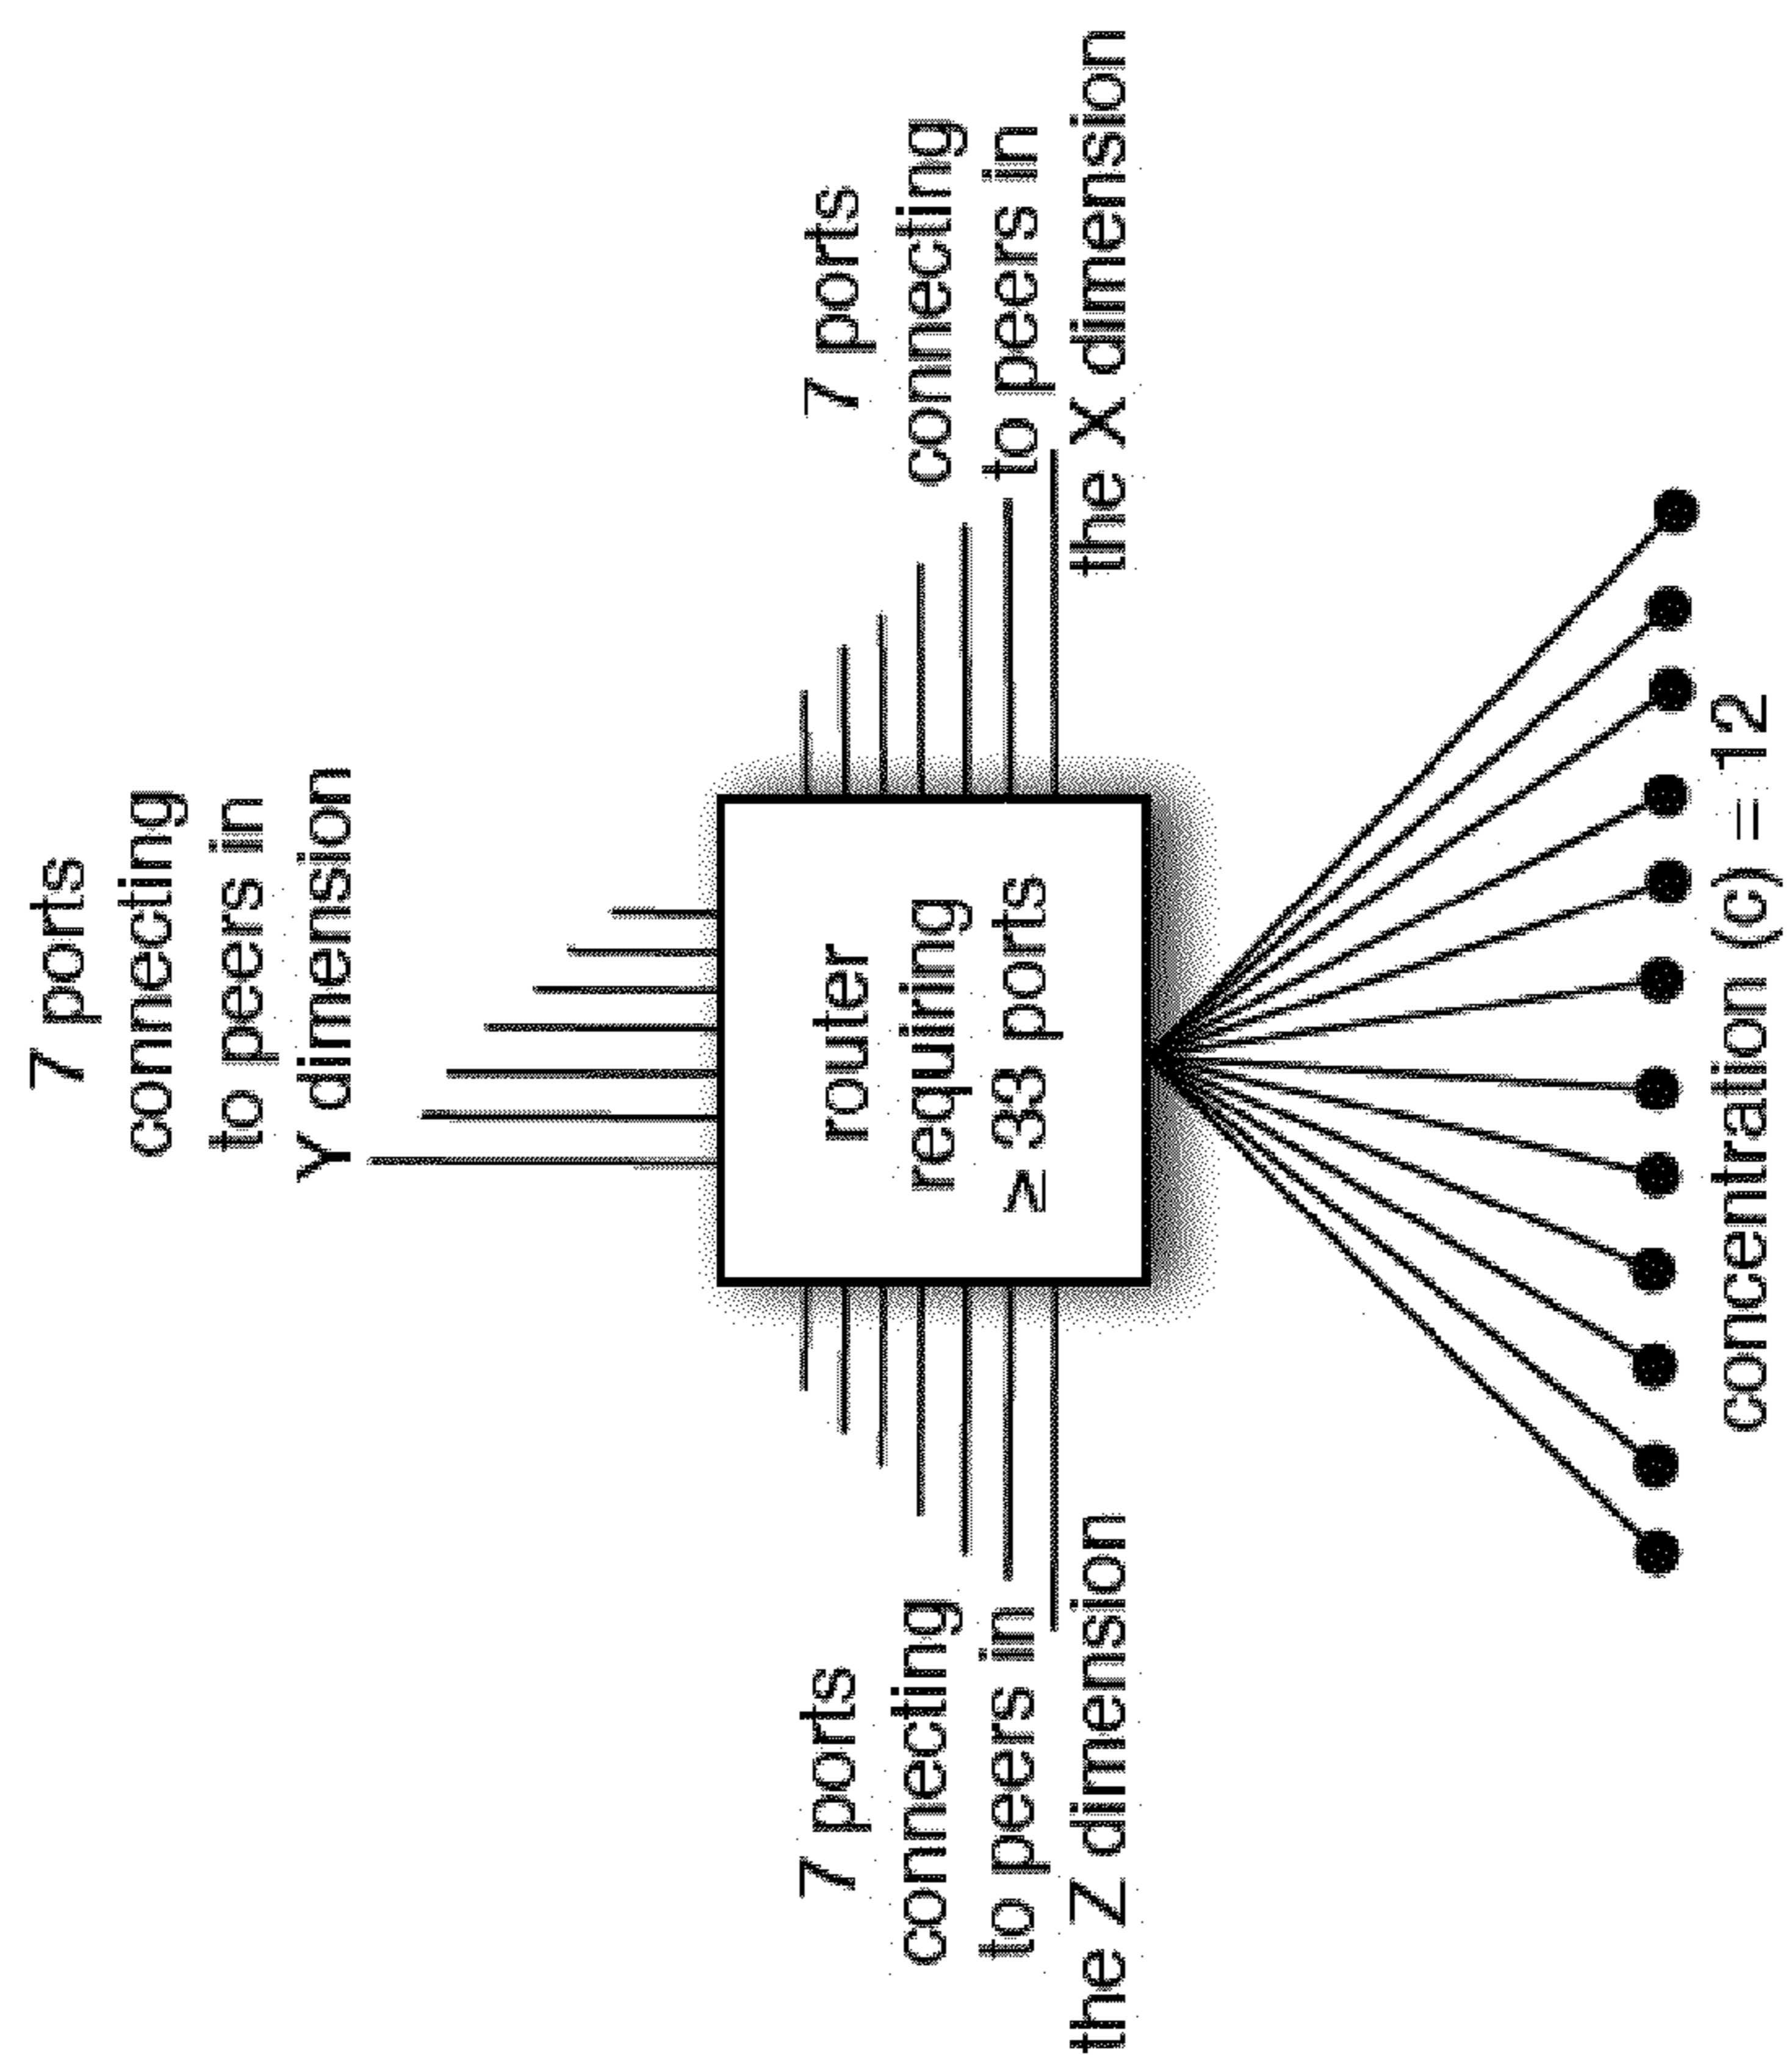 7 ports
connecting
to peers in
Y dimension
7 ports
connecting
to peers in
the Z dimension
router
requiring
≥ 33 ports
7 ports
connecting
to peers in
the X dimension
concentration (c) = 12